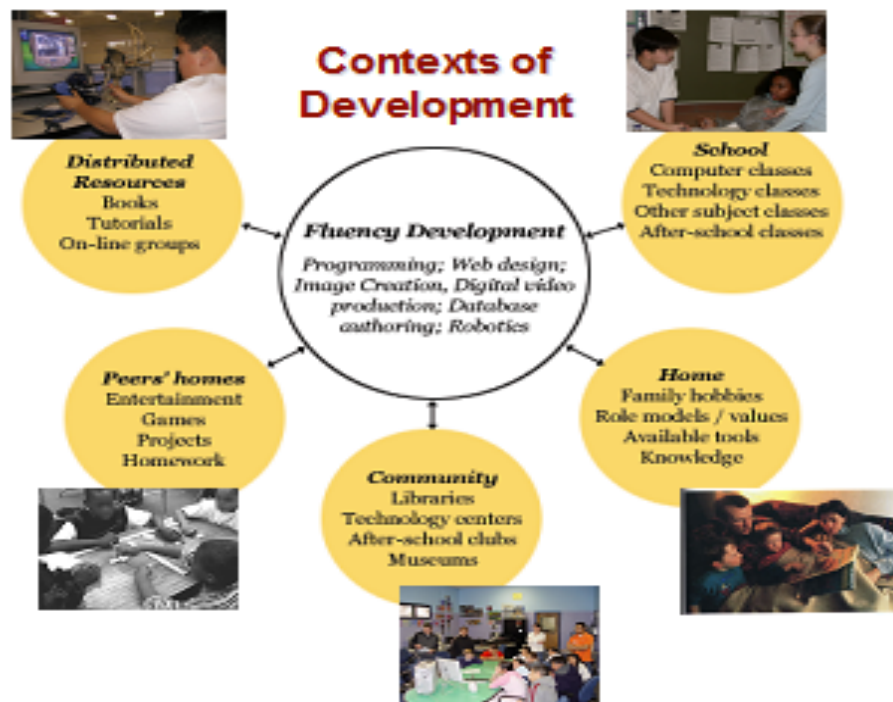 Contexts of
Development
Distributed
Resources
Books
Tutorials
On-line groups
School
Computer classes
Technology classes
Other subject classes
After-school classes
Fluency Development
Programming; Web design;
Image Creation, Digital video
production; Database
authoring; Robotics
Peers' homes
Entertainment
Games
Projects
Homework
Home
Family hobbies
Role models / values
Available tools
Knowledge
Community
Libraries
Technology centers
After-school clubs
Museums